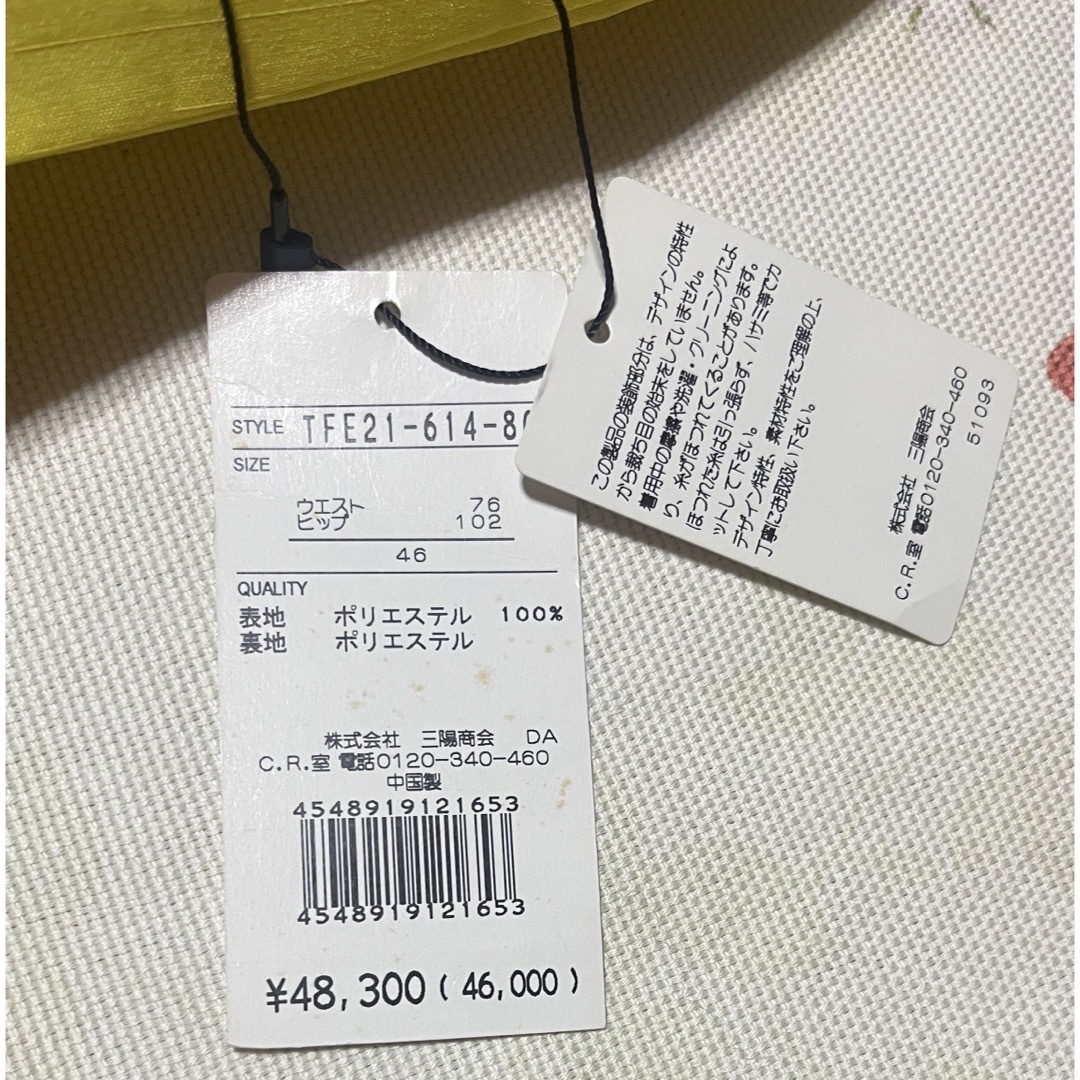 STYLE TFE21-614-8
SIZE
ウエスト 76
ヒップ 102
46
QUALITY
表地 ポリエステル 100%
裏地 ポリエステル
株式会社 三陽商会 DA
C.R.室 電話0120-340-460
中国製
4548919121653
4548919121653
¥48,300 ( 46,000 )
この製品の装飾部分は、デザインの特性
から裁ち目の始末をしていません。
着用中の摩擦や洗濯・クリーニングによ
り、糸がほつれてくることがあります。
ほつれた糸は引っ張らず、ハサミ等でカ
ットして下さい。
デザイン特性、素材特性をご理解の上、
丁寧にお取扱い下さい。
株式会社 三陽商会
C.R.室 電話0120-340-460
51093